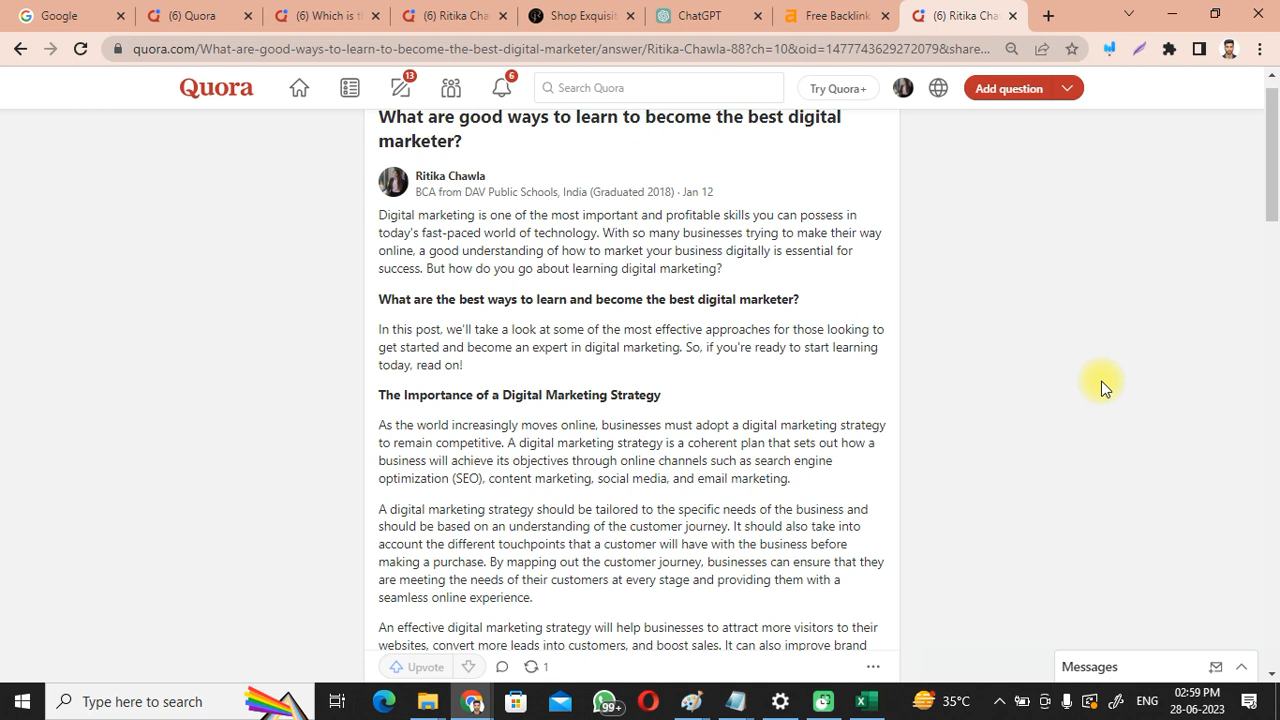 Google
(6) Quora
(6) Which is t
(6) Ritika Cha
Shop Exquisit
ChatGPT
Free Backlink
(6) Ritika Cha
quora.com/What-are-good-ways-to-learn-to-become-the-best-digital-marketer/answer/Ritika-Chawla-88?ch=10&oid=1477743629272079&share...
Quora
13
6
Search Quora
Try Quora+
Add question
What are good ways to learn to become the best digital
marketer?
Ritika Chawla
BCA from DAV Public Schools, India (Graduated 2018) · Jan 12
Digital marketing is one of the most important and profitable skills you can possess in
today's fast-paced world of technology. With so many businesses trying to make their way
online, a good understanding of how to market your business digitally is essential for
success. But how do you go about learning digital marketing?
What are the best ways to learn and become the best digital marketer?
In this post, we'll take a look at some of the most effective approaches for those looking to
get started and become an expert in digital marketing. So, if you're ready to start learning
today, read on!
The Importance of a Digital Marketing Strategy
As the world increasingly moves online, businesses must adopt a digital marketing strategy
to remain competitive. A digital marketing strategy is a coherent plan that sets out how a
business will achieve its objectives through online channels such as search engine
optimization (SEO), content marketing, social media, and email marketing.
A digital marketing strategy should be tailored to the specific needs of the business and
should be based on an understanding of the customer journey. It should also take into
account the different touchpoints that a customer will have with the business before
making a purchase. By mapping out the customer journey, businesses can ensure that they
are meeting the needs of their customers at every stage and providing them with a
seamless online experience.
An effective digital marketing strategy will help businesses to attract more visitors to their
websites, convert more leads into customers, and boost sales. It can also improve brand
Upvote
1
Messages
Type here to search
99+
35°C
ENG
02:59 PM
28-06-2023